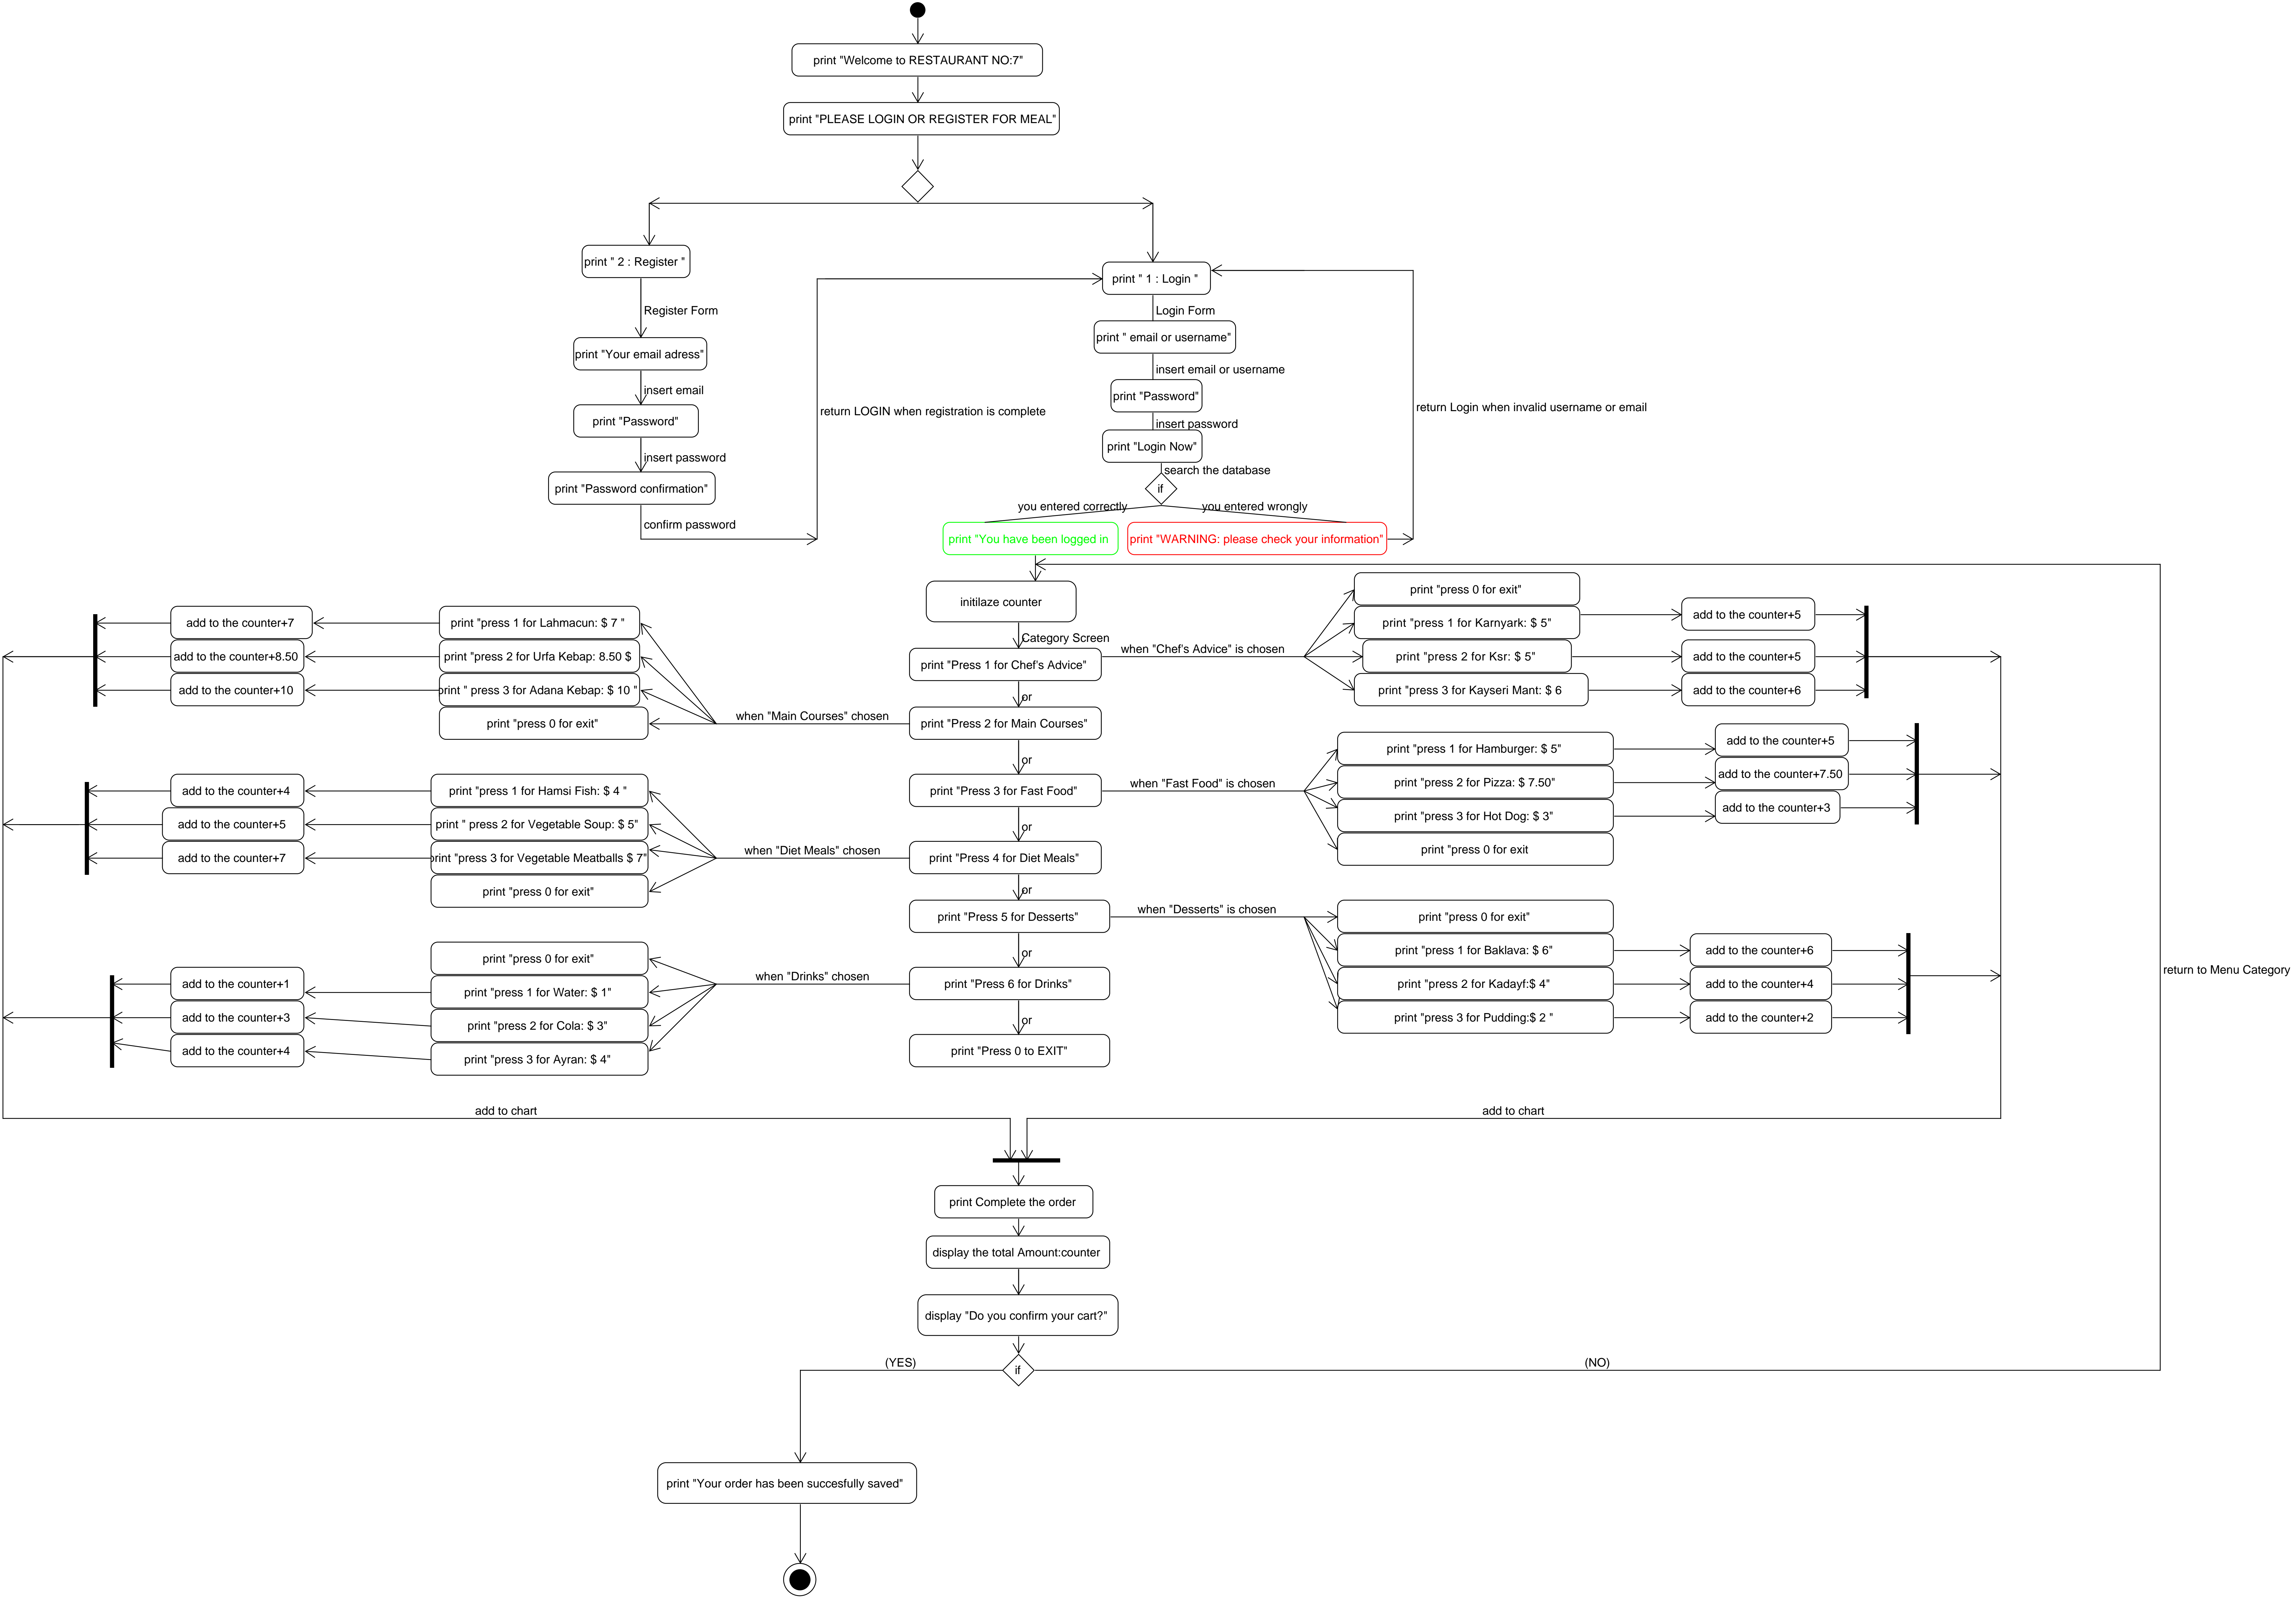 print "Welcome to RESTAURANT NO:7"
print "PLEASE LOGIN OR REGISTER FOR MEAL"
print " 2 : Register "
Register Form
print "Your email adress"
insert email
print "Password"
insert password
print "Password confirmation"
confirm password
return LOGIN when registration is complete
print " 1 : Login "
Login Form
print " email or username"
insert email or username
print "Password"
insert password
print "Login Now"
search the database
if
you entered correctly
you entered wrongly
print "You have been logged in
print "WARNING: please check your information"
return Login when invalid username or email
initilaze counter
Category Screen
print "Press 1 for Chef's Advice"
or
print "Press 2 for Main Courses"
or
print "Press 3 for Fast Food"
or
print "Press 4 for Diet Meals"
or
print "Press 5 for Desserts"
or
print "Press 6 for Drinks"
or
print "Press 0 to EXIT"
when "Chef's Advice" is chosen
print "press 0 for exit"
print "press 1 for Karnyark: $ 5"
add to the counter+5
print "press 2 for Ksr: $ 5"
add to the counter+5
print "press 3 for Kayseri Mant: $ 6
add to the counter+6
when "Main Courses" chosen
print "press 1 for Lahmacun: $ 7 "
add to the counter+7
print "press 2 for Urfa Kebap: 8.50 $
add to the counter+8.50
print " press 3 for Adana Kebap: $ 10 "
add to the counter+10
print "press 0 for exit"
when "Fast Food" is chosen
print "press 1 for Hamburger: $ 5"
add to the counter+5
print "press 2 for Pizza: $ 7.50"
add to the counter+7.50
print "press 3 for Hot Dog: $ 3"
add to the counter+3
print "press 0 for exit
when "Diet Meals" chosen
print "press 1 for Hamsi Fish: $ 4 "
add to the counter+4
print " press 2 for Vegetable Soup: $ 5"
add to the counter+5
print "press 3 for Vegetable Meatballs $ 7"
add to the counter+7
print "press 0 for exit"
when "Desserts" is chosen
print "press 0 for exit"
print "press 1 for Baklava: $ 6"
add to the counter+6
print "press 2 for Kadayf:$ 4"
add to the counter+4
print "press 3 for Pudding:$ 2 "
add to the counter+2
when "Drinks" chosen
print "press 0 for exit"
print "press 1 for Water: $ 1"
add to the counter+1
print "press 2 for Cola: $ 3"
add to the counter+3
print "press 3 for Ayran: $ 4"
add to the counter+4
return to Menu Category
add to chart
add to chart
print Complete the order
display the total Amount:counter
display "Do you confirm your cart?"
if
(YES)
(NO)
print "Your order has been succesfully saved"